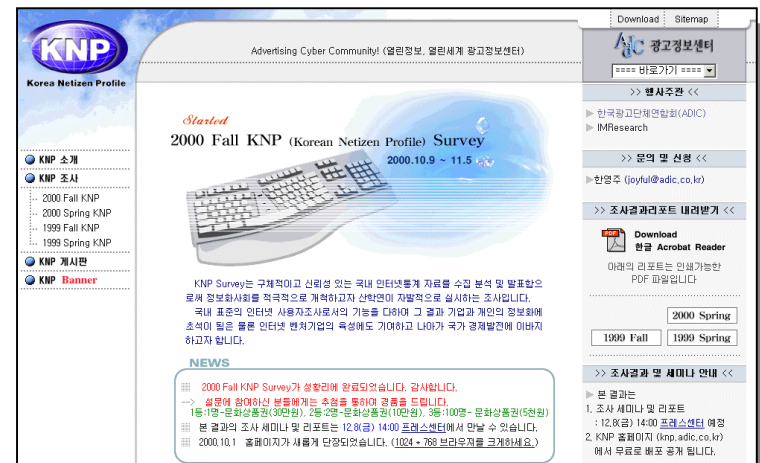 Download Sitemap
KNP
Korea Netizen Profile
Advertising Cyber Community! (열린정보, 열린세계 광고정보센터)
AdIC 광고정보센터
==== 바로가기 ====
KNP 소개
KNP 조사
2000 Fall KNP
2000 Spring KNP
1999 Fall KNP
1999 Spring KNP
KNP 게시판
KNP Banner
Started
2000 Fall KNP (Korean Netizen Profile) Survey
2000.10.9 ~ 11.5
KNP Survey는 구체적이고 신뢰성 있는 국내 인터넷통계 자료를 수집 분석 및 발표함으
로써 정보화사회를 적극적으로 개척하고자 산학연이 자발적으로 실시하는 조사입니다.
국내 표준의 인터넷 사용자조사로서의 기능을 다하여 그 결과 기업과 개인의 정보화에
초석이 됨은 물론 인터넷 벤처기업의 육성에도 기여하고 나아가 국가 경제발전에 이바지
하고자 합니다.
NEWS
2000 Fall KNP Survey가 성황리에 완료되었습니다. 감사합니다.
--> 설문에 참여하신 분들에게는 추첨을 통하여 경품을 드립니다.
1등:1명-문화상품권(30만원), 2등:2명-문화상품권(10만원), 3등:100명- 문화상품권(5천원)
본 결과의 조사 세미나 및 리포트는 12.8(금) 14:00 프레스센터에서 만날 수 있습니다.
2000.10.1 홈페이지가 새롭게 단장되었습니다. (1024 * 768 브라우져를 크게하세요.)
>> 행사주관 <<
한국광고단체연합회(ADIC)
IMResearch
>> 문의 및 신청 <<
한영주 (joyful@adic.co.kr)
>> 조사결과리포트 내려받기 <<
PDF
Download
한글 Acrobat Reader
아래의 리포트는 인쇄가능한
PDF 파일입니다
2000 Spring
1999 Fall 1999 Spring
>> 조사결과 및 세미나 안내 <<
본 결과는
1. 조사 세미나 및 리포트
: 12.8(금) 14:00 프레스센터 예정
2. KNP 홈페이지 (knp.adic.co.kr)
에서 무료로 배포 공개 됩니다.